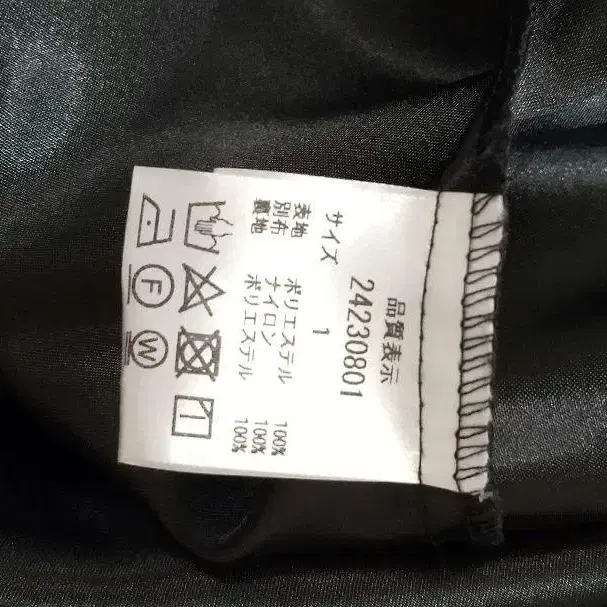 品質表示
24230801
サイズ 1
表地 ポリエステル 100%
別布 ナイロン 100%
裏地 ポリエステル 100%
F
W